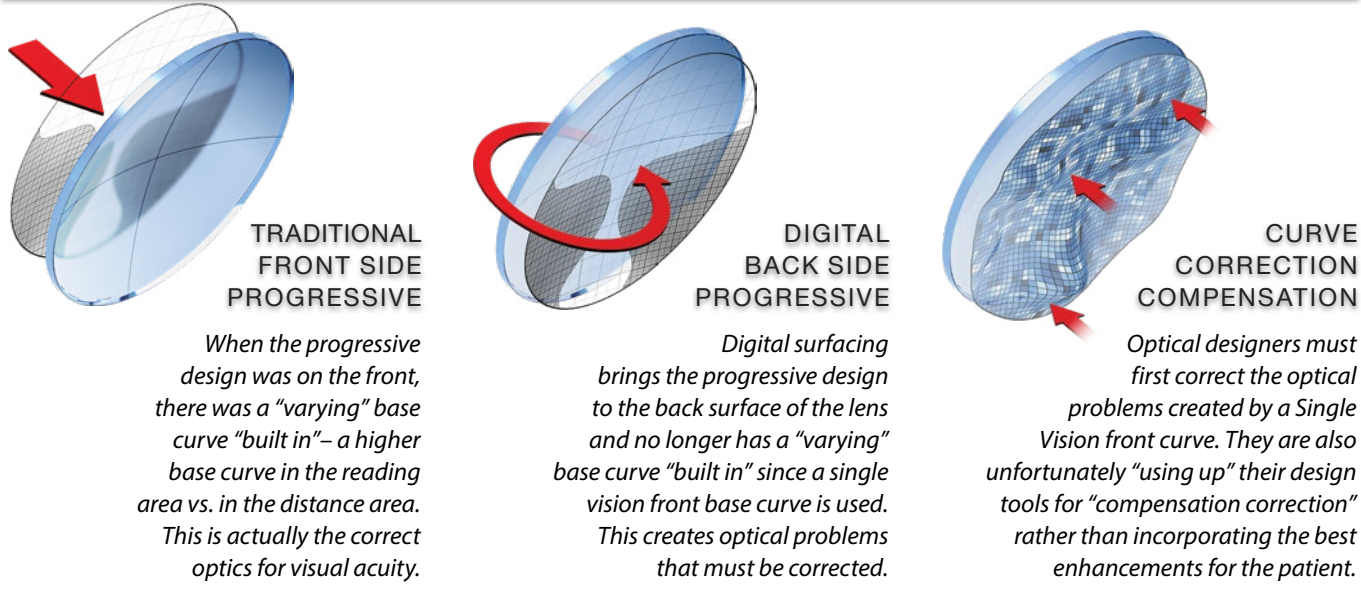 TRADITIONAL
FRONT SIDE
PROGRESSIVE
When the progressive
design was on the front,
there was a “varying” base
curve “built in”– a higher
base curve in the reading
area vs. in the distance area.
This is actually the correct
optics for visual acuity.
DIGITAL
BACK SIDE
PROGRESSIVE
Digital surfacing
brings the progressive design
to the back surface of the lens
and no longer has a “varying”
base curve “built in” since a single
vision front base curve is used.
This creates optical problems
that must be corrected.
CURVE
CORRECTION
COMPENSATION
Optical designers must
first correct the optical
problems created by a Single
Vision front curve. They are also
unfortunately “using up” their design
tools for “compensation correction”
rather than incorporating the best
enhancements for the patient.